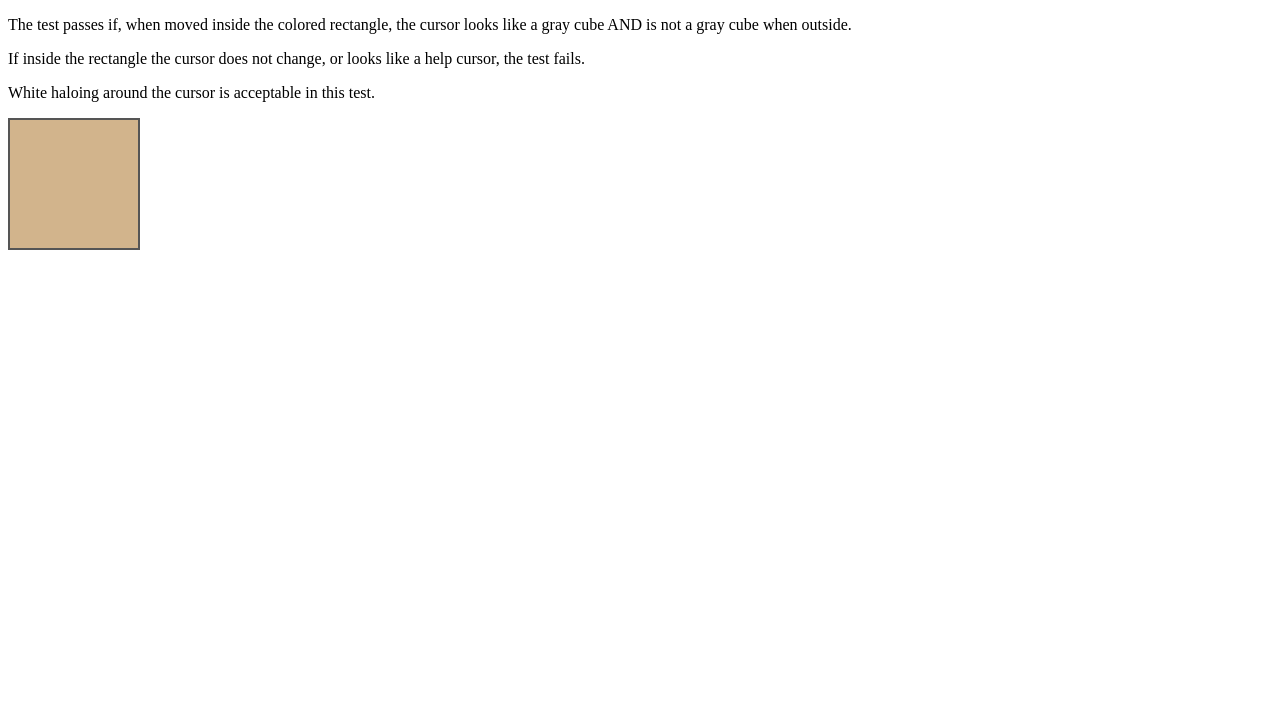 The test passes if, when moved inside the colored rectangle, the cursor looks like a gray cube AND is not a gray cube when outside.
If inside the rectangle the cursor does not change, or looks like a help cursor, the test fails.
White haloing around the cursor is acceptable in this test.